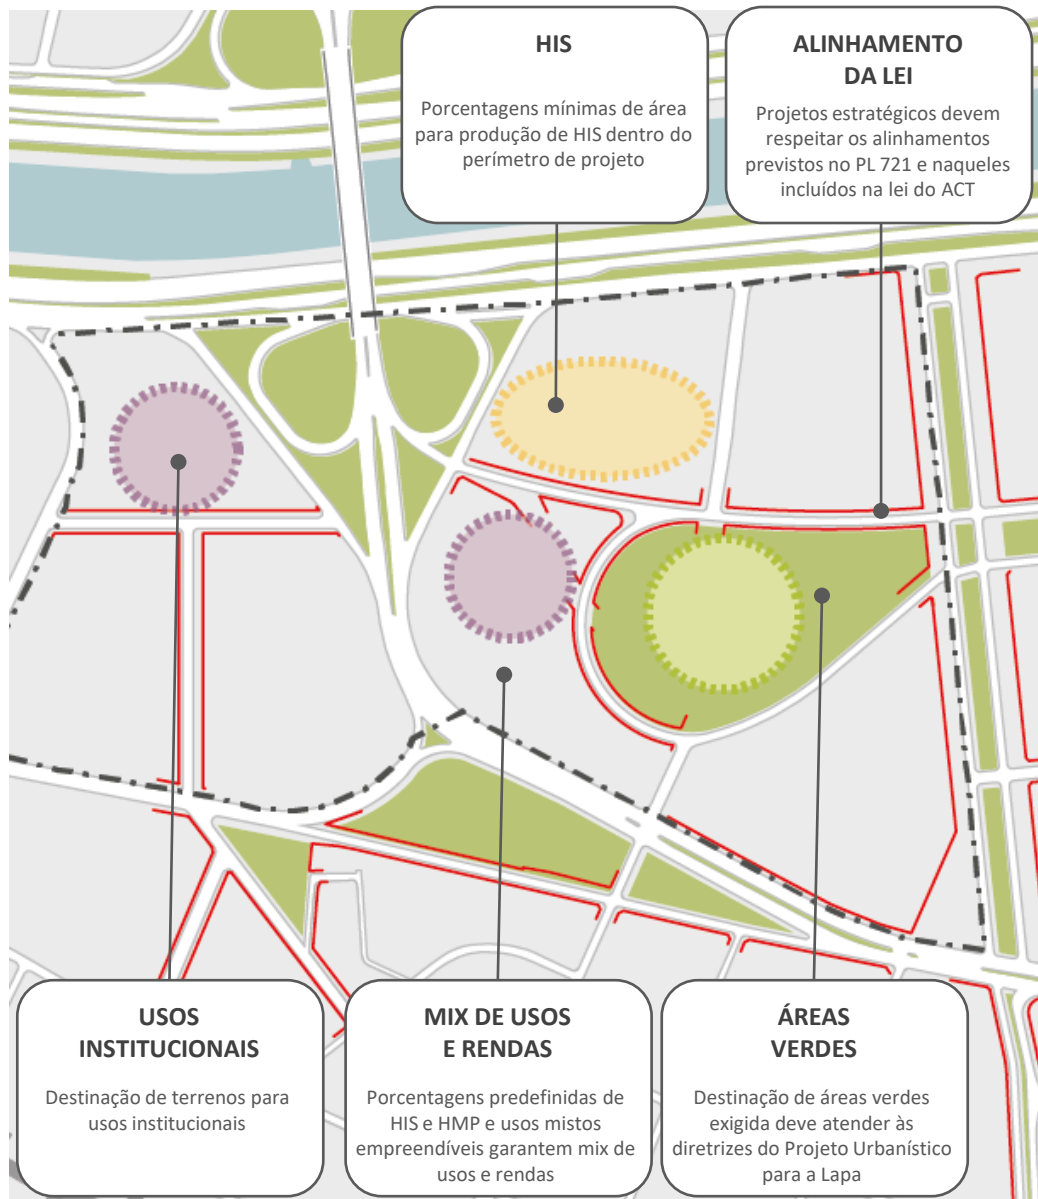 HIS
Porcentagens mínimas de área
para produção de HIS dentro do
perímetro de projeto
ALINHAMENTO
DA LEI
Projetos estratégicos devem
respeitar os alinhamentos
previstos no PL 721 e naqueles
incluídos na lei do ACT
USOS
INSTITUCIONAIS
Destinação de terrenos para
usos institucionais
MIX DE USOS
E RENDAS
Porcentagens predefinidas de
HIS e HMP e usos mistos
empreendíveis garantem mix de
usos e rendas
ÁREAS
VERDES
Destinação de áreas verdes
exigida deve atender às
diretrizes do Projeto Urbanístico
para a Lapa